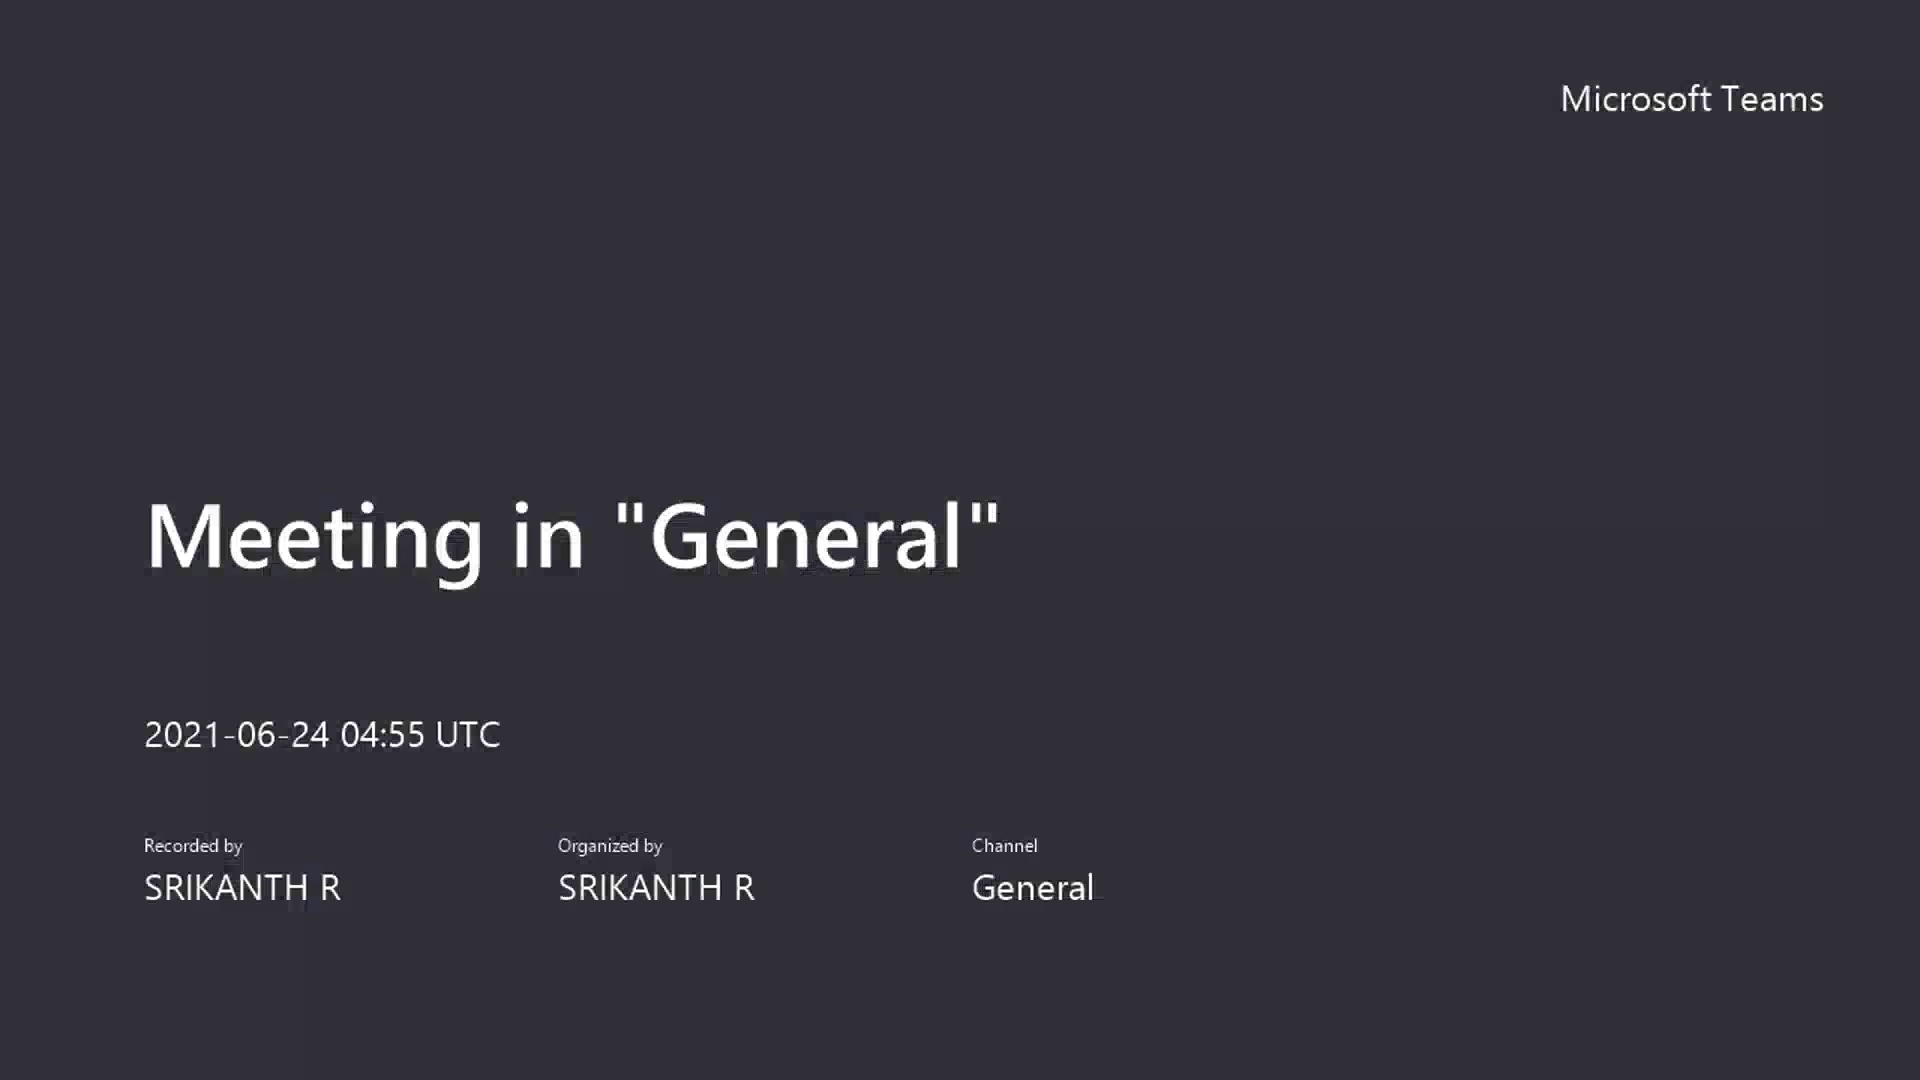 Microsoft Teams
Meeting in "General"
2021-06-24 04:55 UTC
Recorded by
SRIKANTH R
Organized by
SRIKANTH R
Channel
General